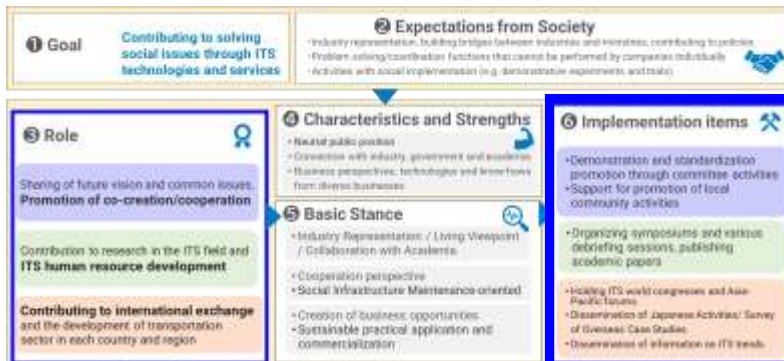 ❶ Goal
Contributing to solving
social issues through ITS
technologies and services
❷ Expectations from Society
・Industry representation, building bridges between industries and ministries, contributing to policies
・Problem solving/coordination functions that cannot be performed by companies individually
・Activities with social implementation (e.g. demonstrative experiments and trials)
❸ Role
Sharing of future vision and common issues,
Promotion of co-creation/cooperation
Contribution to research in the ITS field and
ITS human resource development
Contributing to international exchange
and the development of transportation
sector in each country and region
❹ Characteristics and Strengths
・Neutral public position
・Connection with industry, government and academia
・Business perspectives, technologies and know-hows
from diverse businesses
❺ Basic Stance
・Industry Representation / Living Viewpoint
/ Collaboration with Academia
・Cooperation perspective
・Social Infrastructure Maintenance-oriented
・Creation of business opportunities
・Sustainable practical application and
commercialization
❻ Implementation items
・Demonstration and standardization
promotion through committee activities
・Support for promotion of local
community activities
・Organizing symposiums and various
debriefing sessions, publishing
academic papers
・Holding ITS world congresses and Asia-
Pacific forums
・Dissemination of Japanese Activities/ Survey
of Overseas Case Studies
・Dissemination of information on ITS trends